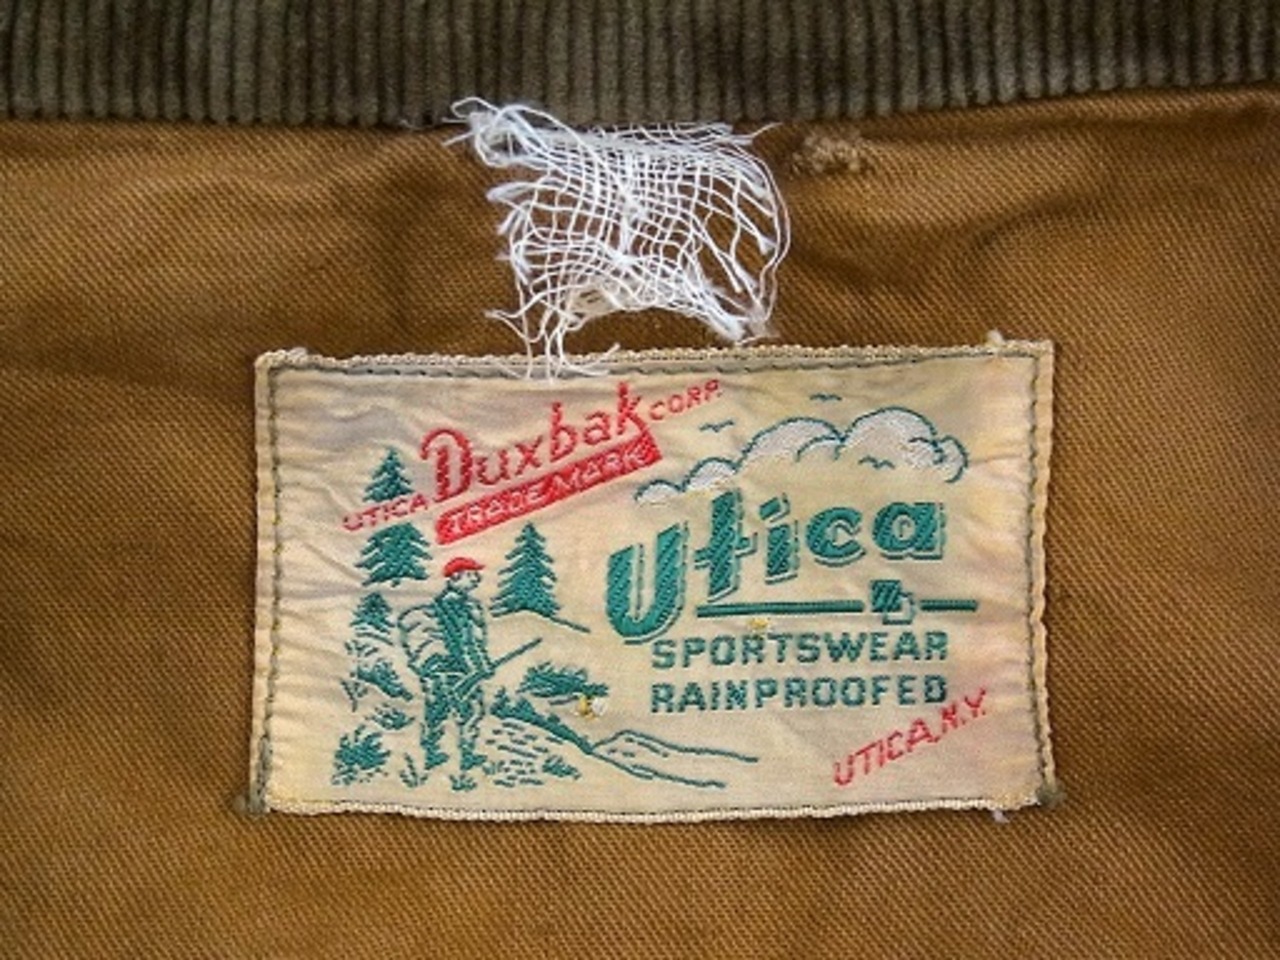 UTICA Duxbak CORP.
TRADE MARK
Utica
SPORTSWEAR
RAINPROOFED
UTICA, N.Y.